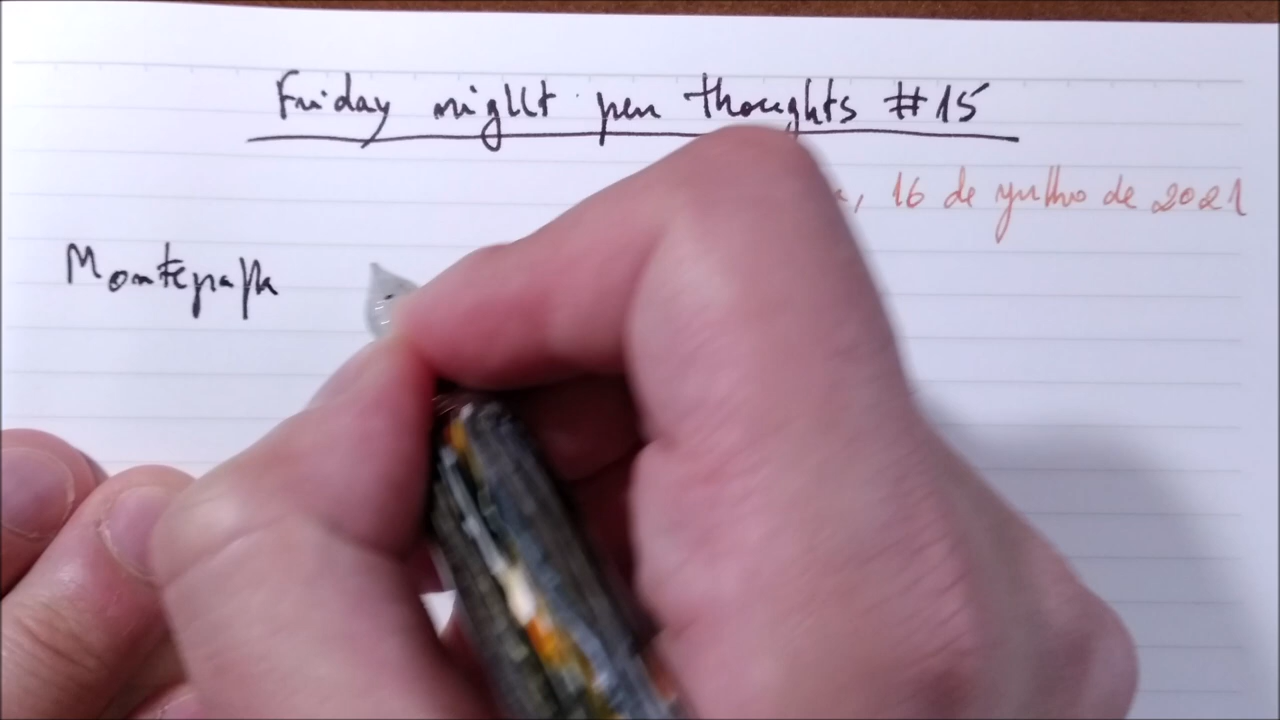 Friday night pen thoughts #15
, 16 de julho de 2021
Montegrappa